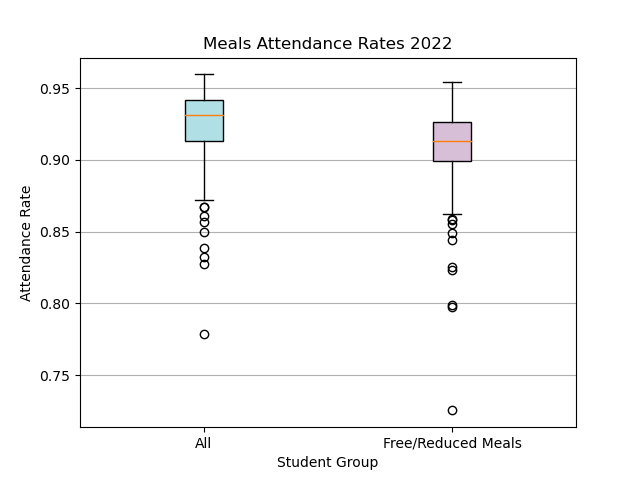 Meals Attendance Rates 2022
0.95
0.90
0.85
0.80
0.75
Attendance Rate
All
Free/Reduced Meals
Student Group